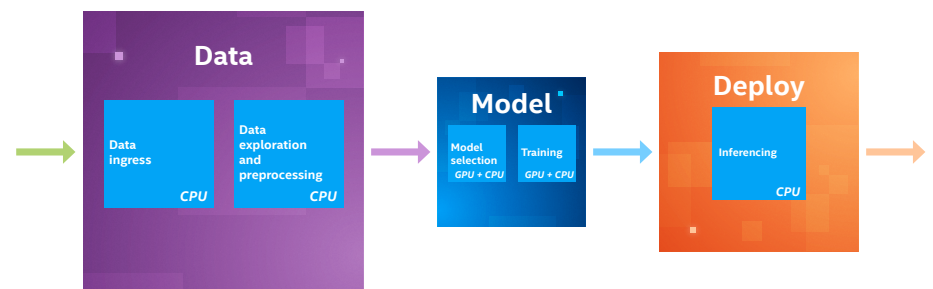 Data
Data
ingress
CPU
Data
exploration
and
preprocessing
CPU
Model
Model
selection
GPU + CPU
Training
GPU + CPU
Deploy
Inferencing
CPU